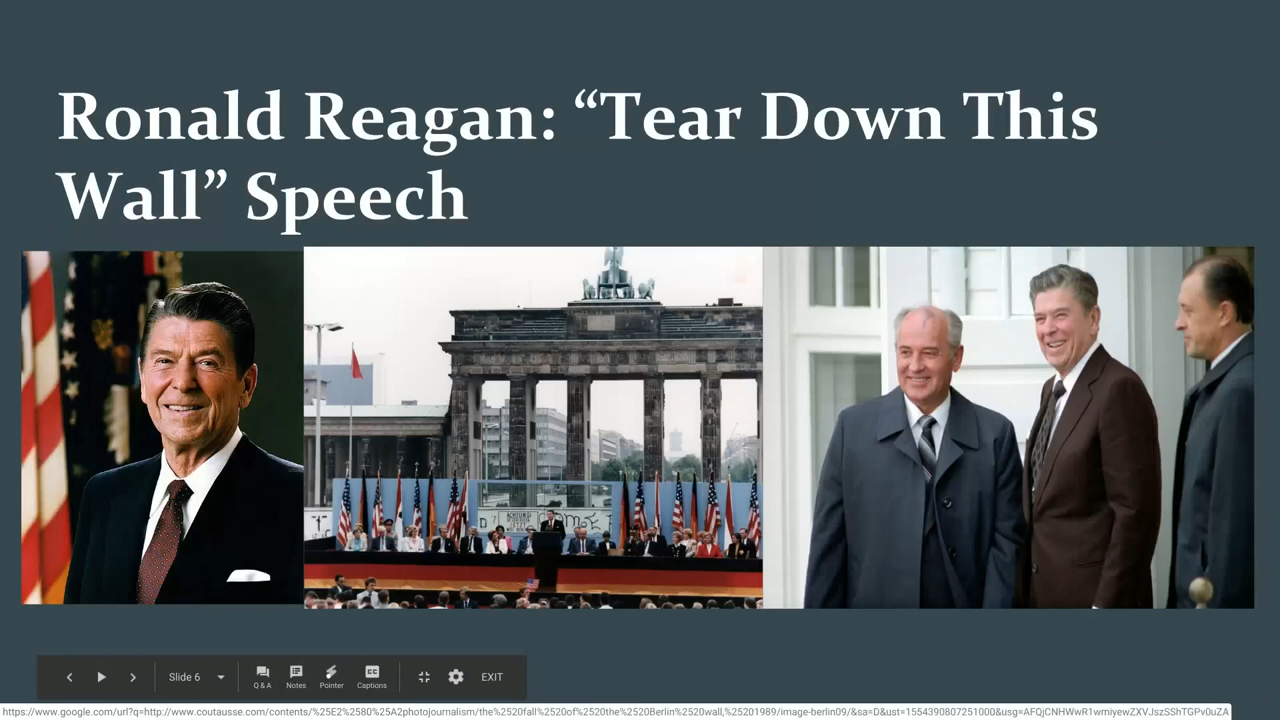 Ronald Reagan: “Tear Down This
Wall” Speech
ACHTUNG
Slide 6
Q & A
Notes
Pointer
Captions
EXIT
https://www.google.com/url?q=http://www.coutausse.com/contents/%25E2%2580%25A2photojournalism/the%2520fall%2520of%2520the%2520Berlin%2520wall,%25201989/image-berlin09/&sa=D&ust=1554390807251000&usg=AFQjCNHWwR1wmiyewZXVJszSShTGPv0uZA